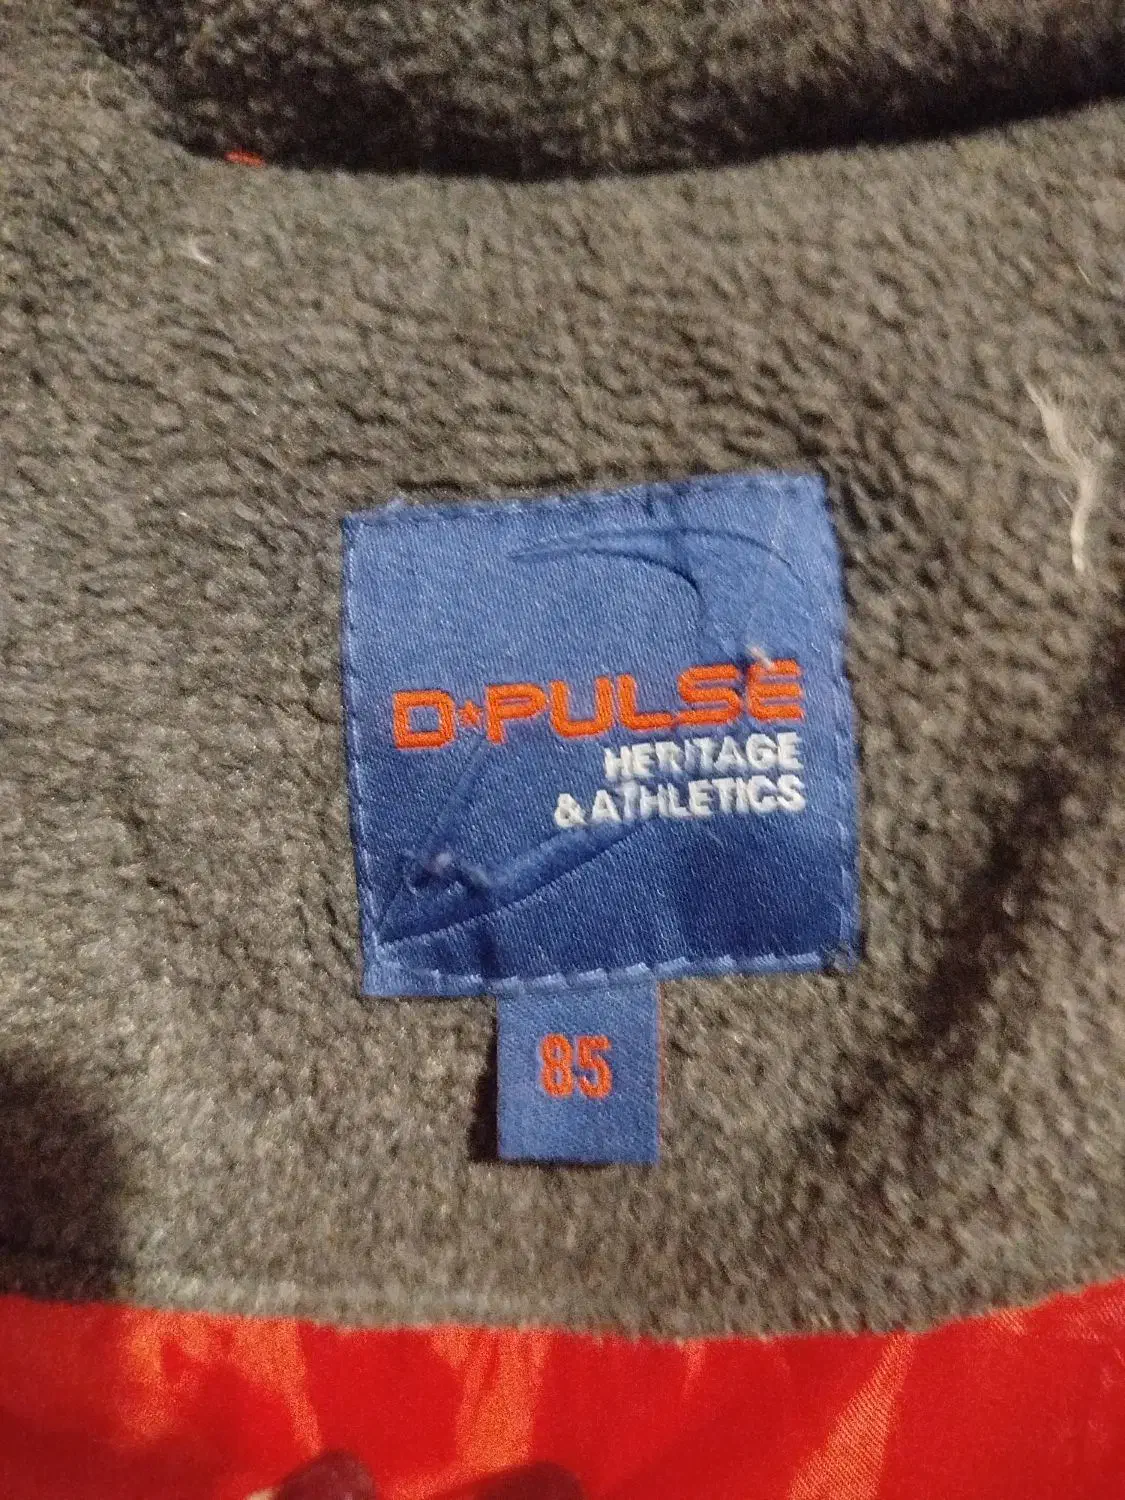 D*PULSE
HERITAGE
& ATHLETICS
85